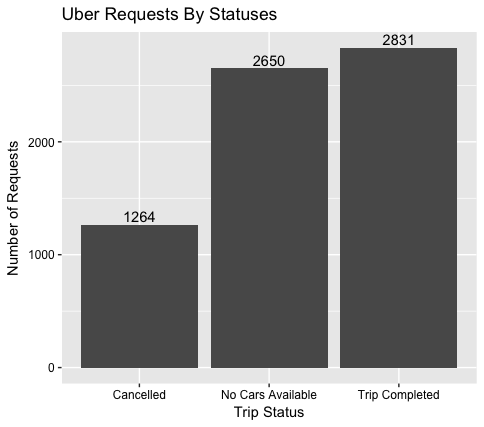 Uber Requests By Statuses
2831
2650
1264
2000
1000
0
Number of Requests
Cancelled No Cars Available Trip Completed
Trip Status